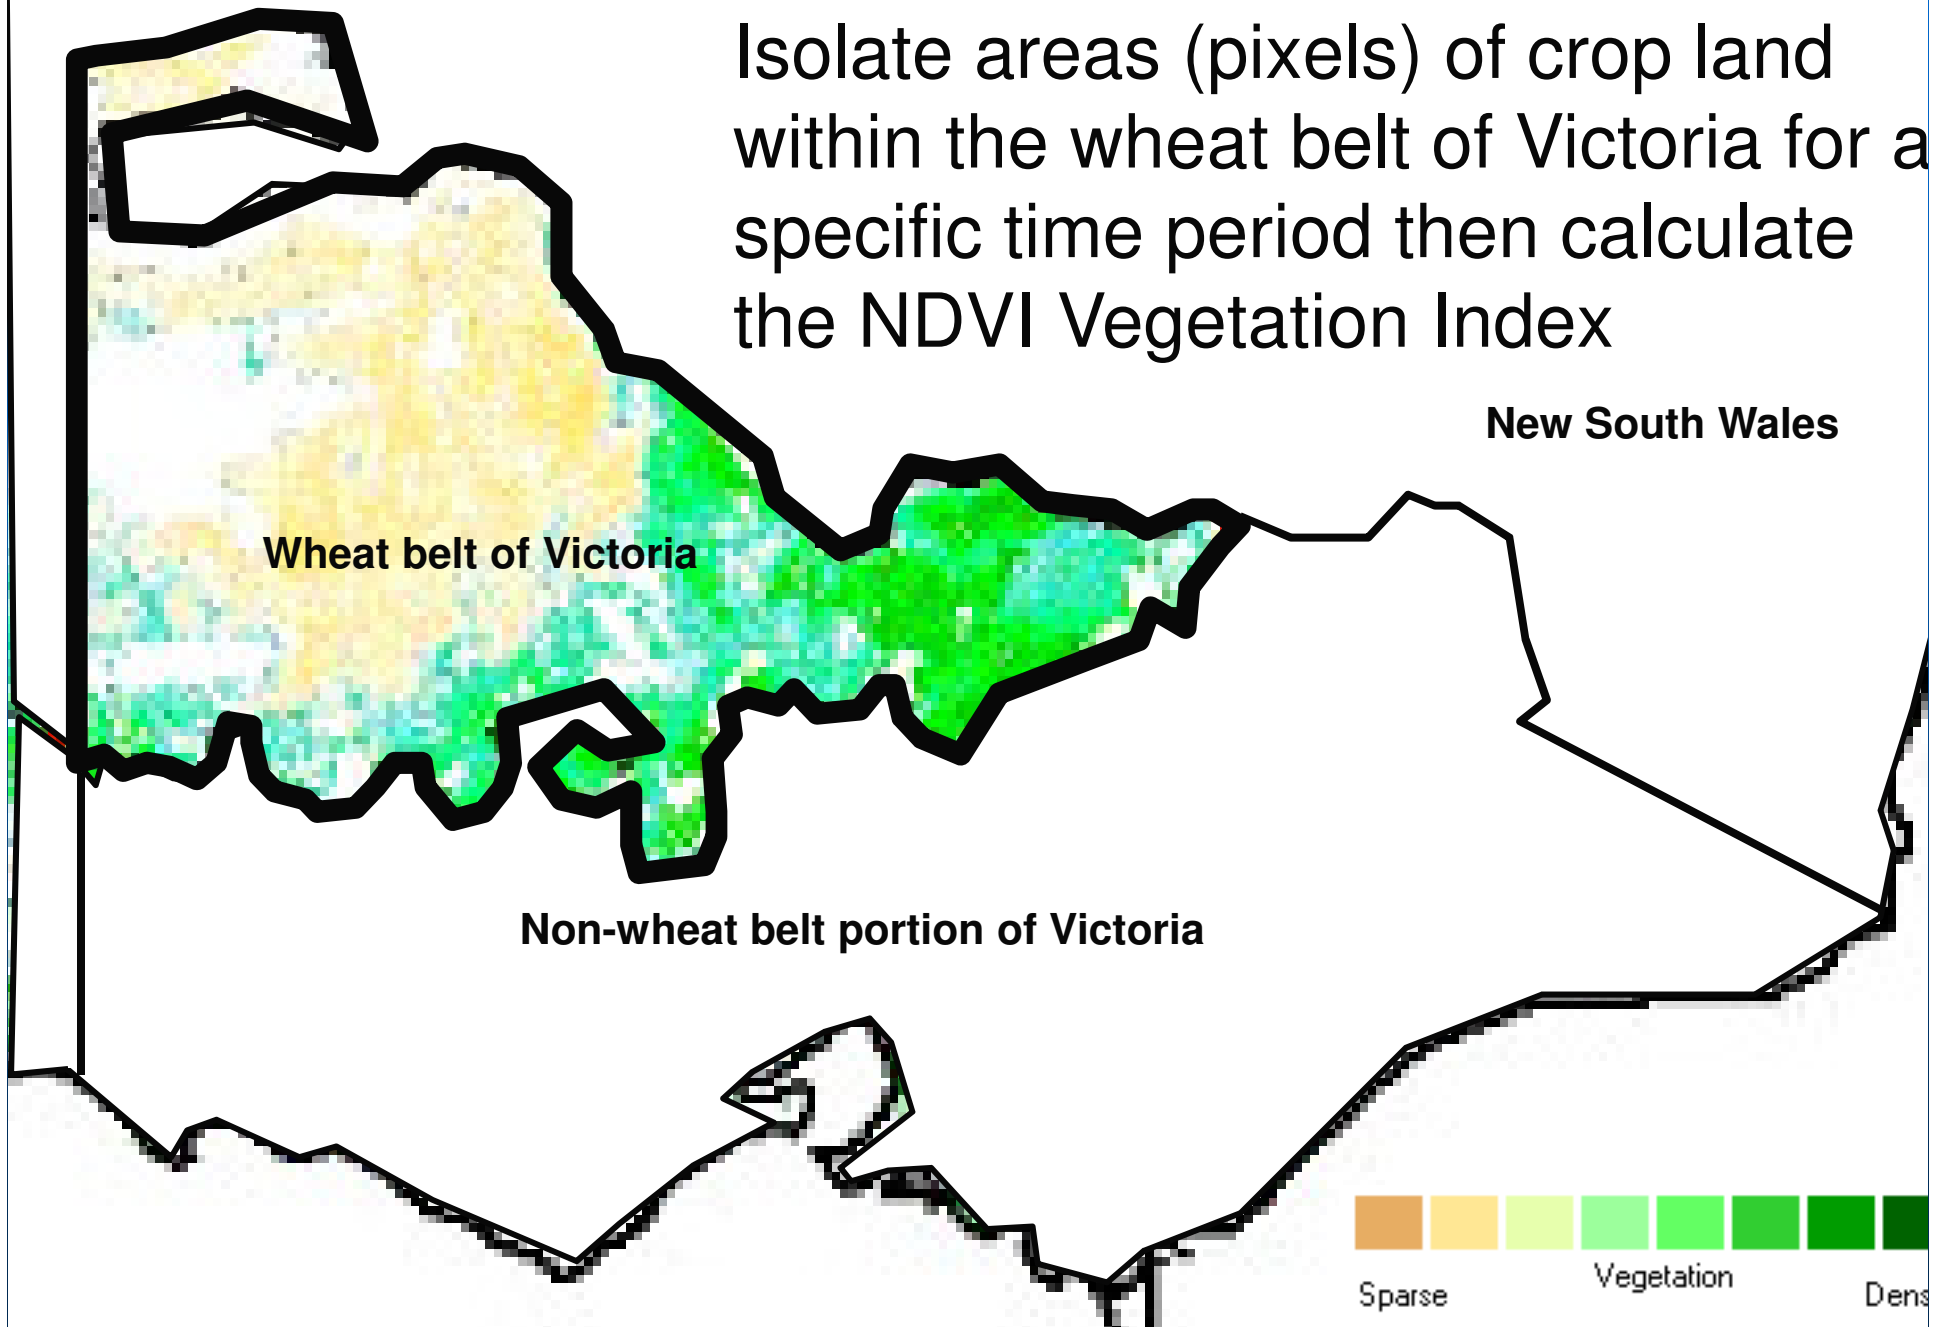 Isolate areas (pixels) of crop land
within the wheat belt of Victoria for a
specific time period then calculate
the NDVI Vegetation Index
New South Wales
Wheat belt of Victoria
Non-wheat belt portion of Victoria
Vegetation
Sparse
Dens